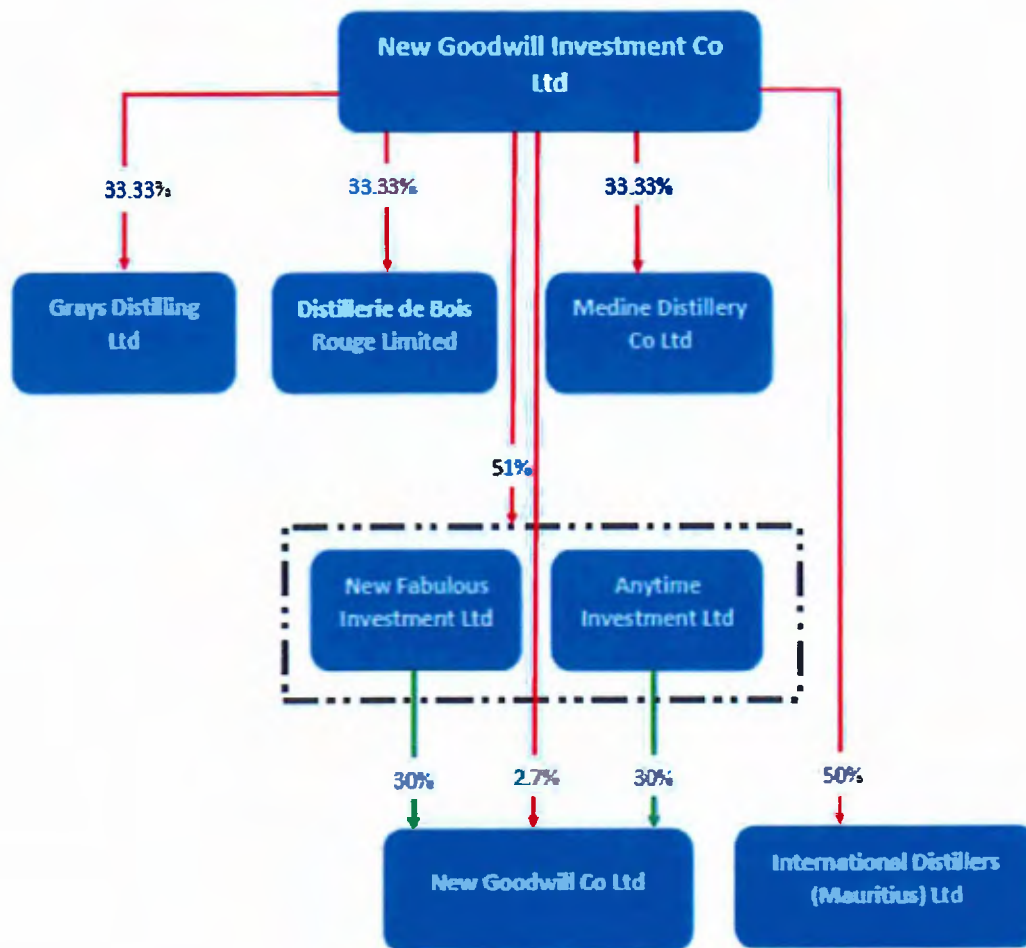 New Goodwill Investment Co
Ltd
33.33%
33.33%
33.33%
Grays Distilling
Ltd
Distillerie de Bois
Rouge Limited
Medine Distillery
Co Ltd
51%
New Fabulous
Investment Ltd
Anytime
Investment Ltd
30%
2.7%
30%
50%
New Goodwill Co Ltd
International Distillers
(Mauritius) Ltd